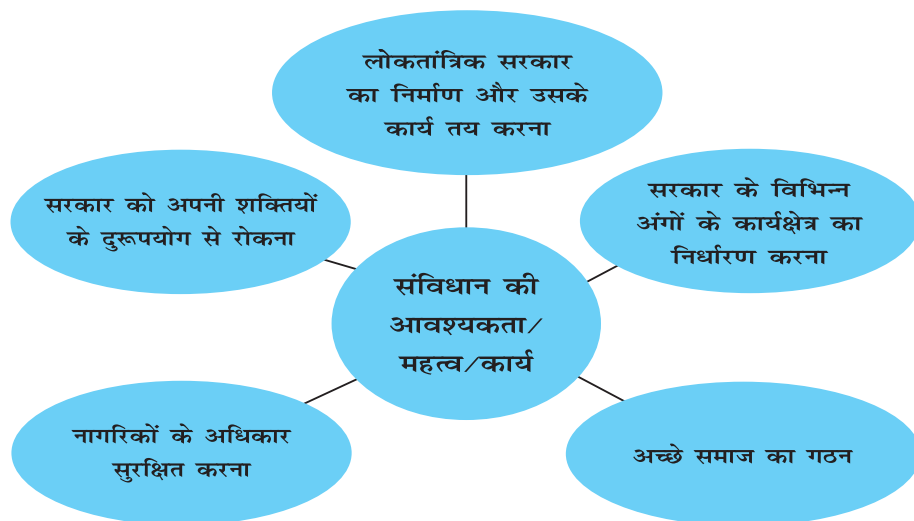 लोकतांत्रिक सरकार
का निर्माण और उसके
कार्य तय करना
सरकार को अपनी शक्तियों
के दुरूपयोग से रोकना
सरकार के विभिन्न
अंगों के कार्यक्षेत्र का
निर्धारण करना
संविधान की
आवश्यकता/
महत्व/कार्य
नागरिकों के अधिकार
सुरक्षित करना
अच्छे समाज का गठन